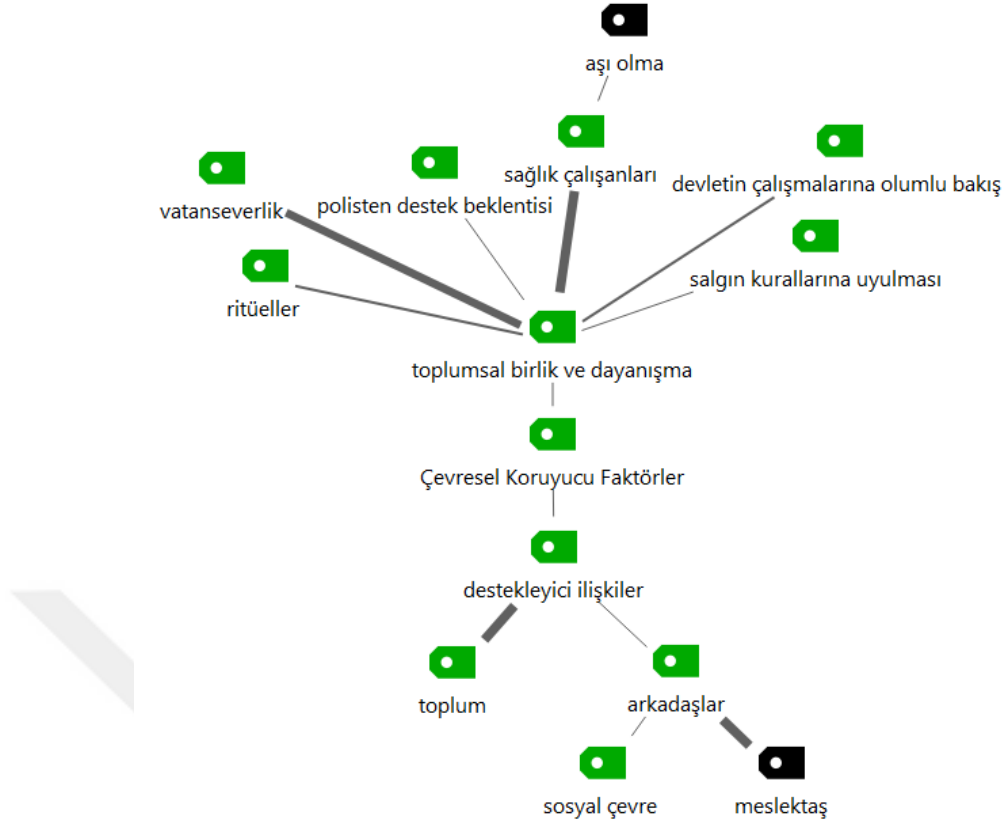 aşı olma
sağlık çalışanları
devletin çalışmalarına olumlu bakış
polisten destek beklentisi
vatanseverlik
salgın kurallarına uyulması
ritüeller
toplumsal birlik ve dayanışma
Çevresel Koruyucu Faktörler
destekleyici ilişkiler
toplum
arkadaşlar
sosyal çevre
meslektaş